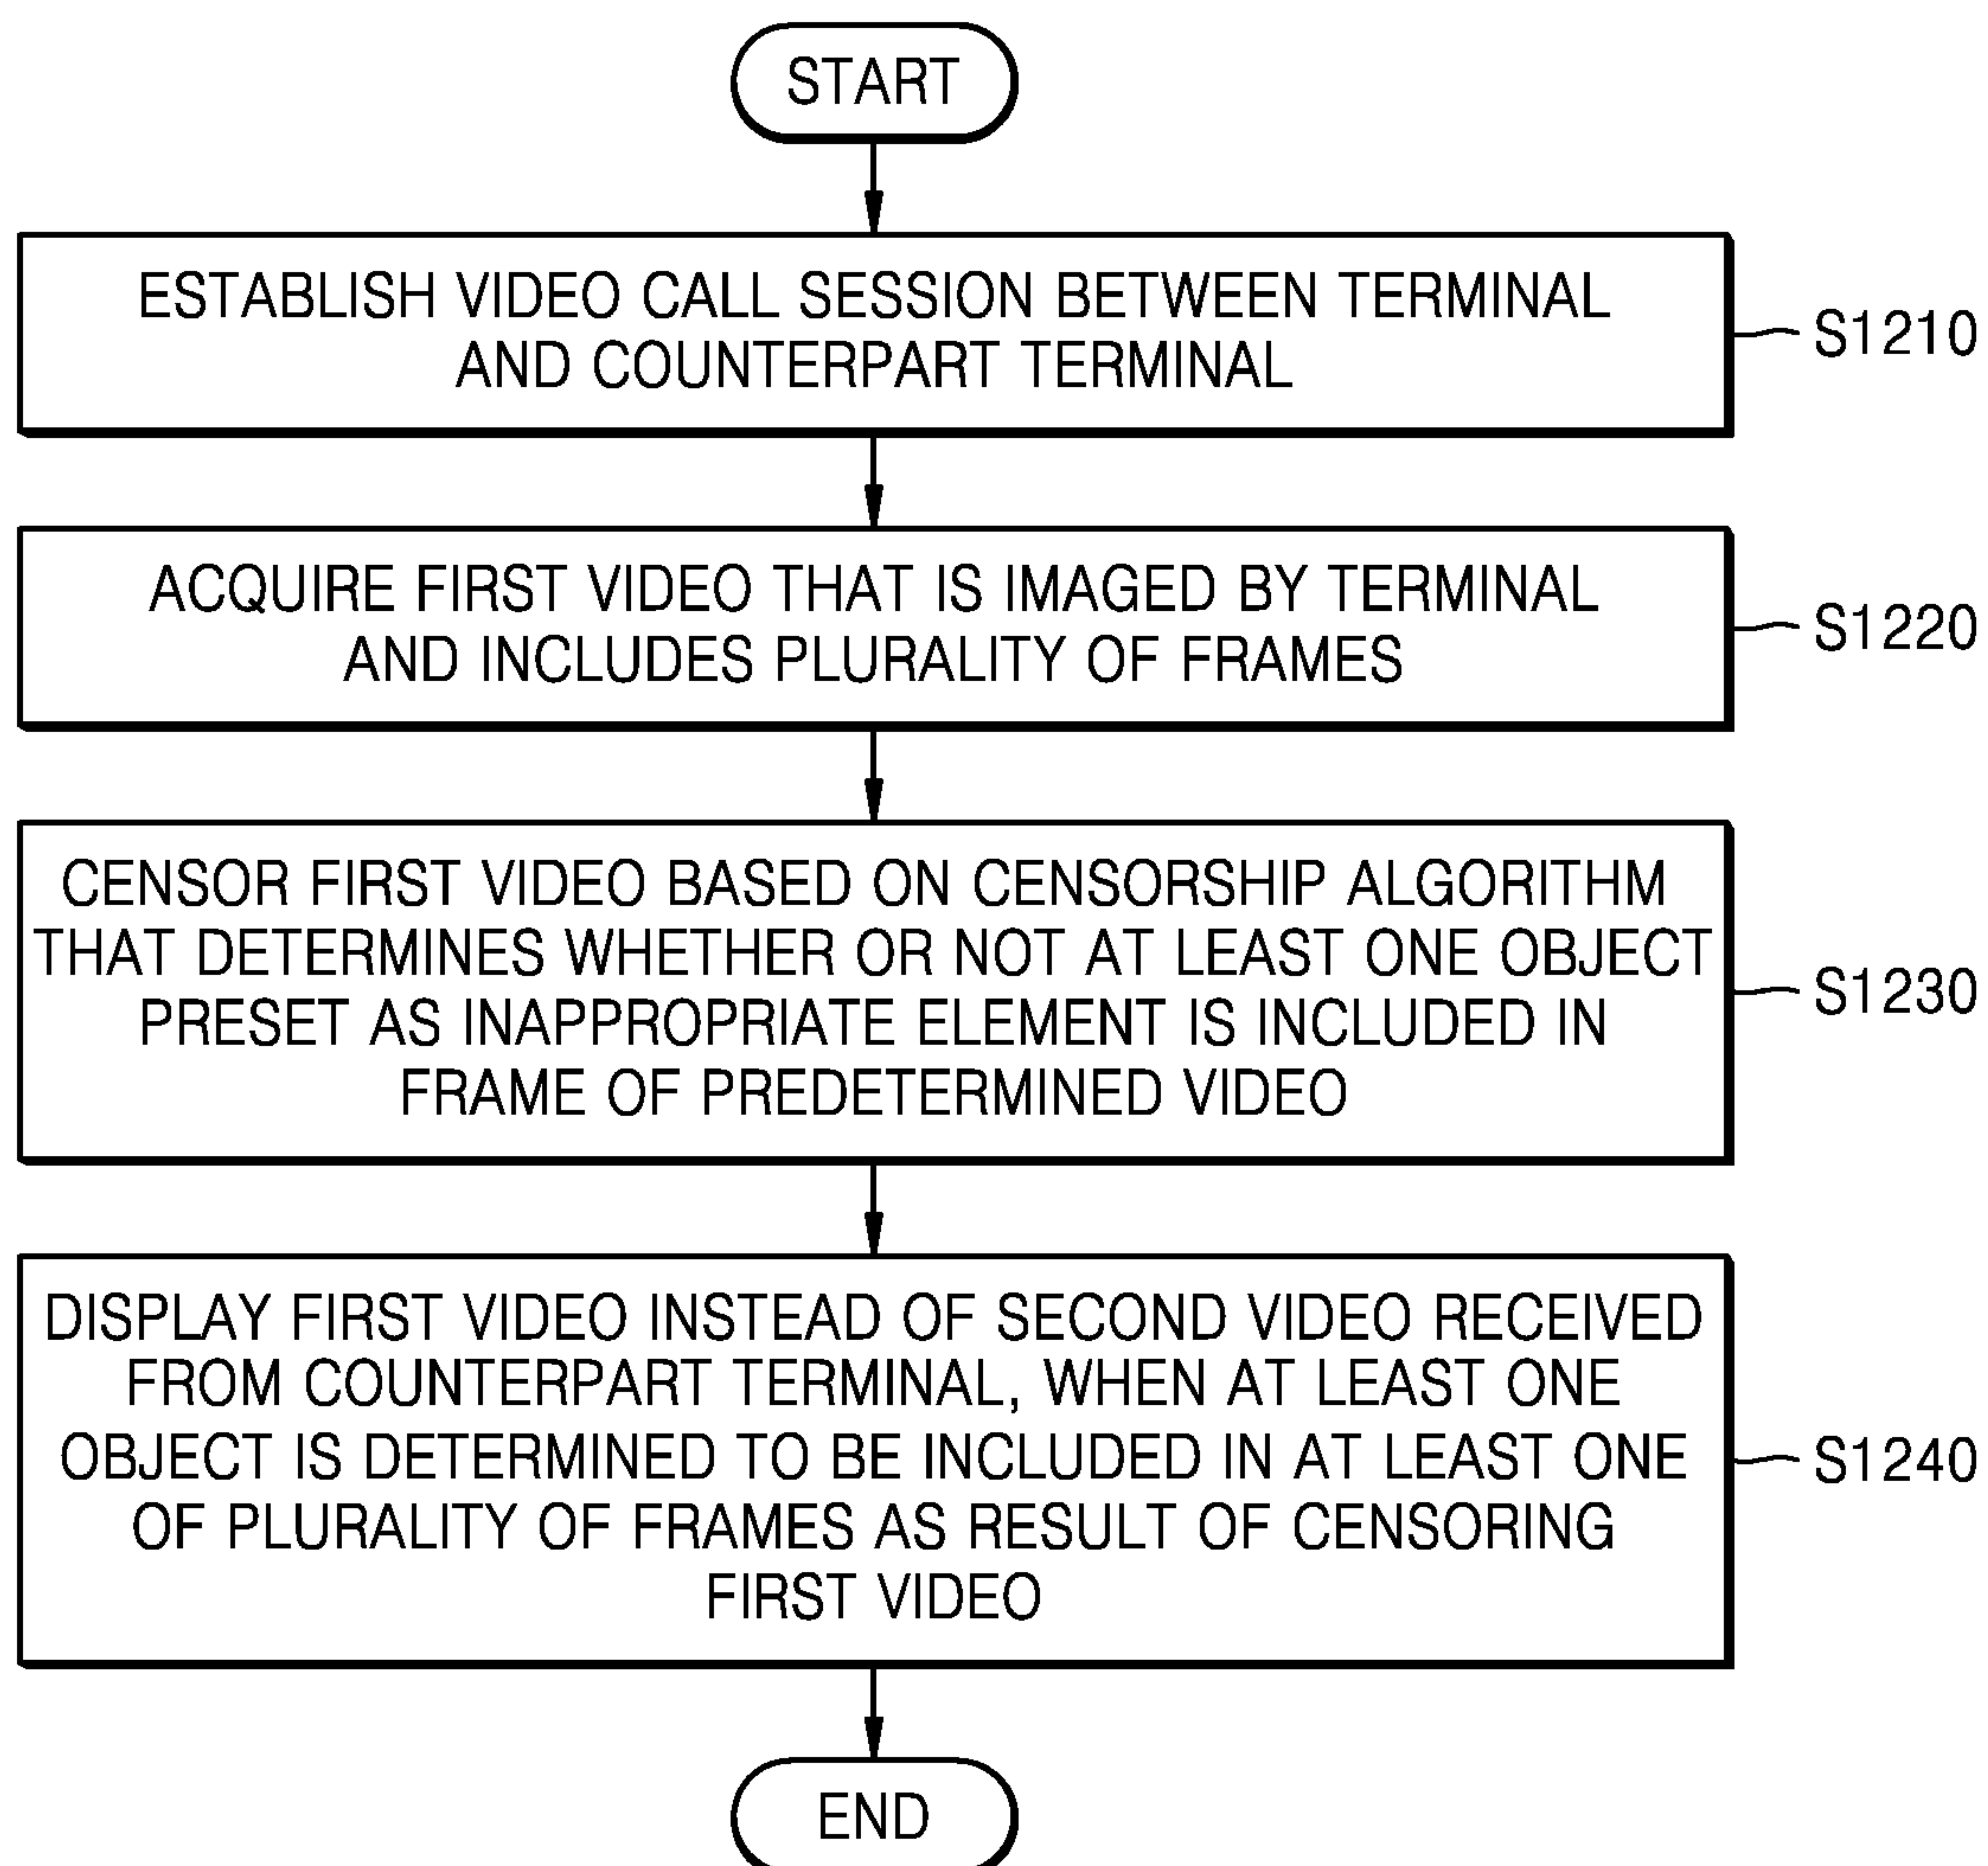 START
ESTABLISH VIDEO CALL SESSION BETWEEN TERMINAL
AND COUNTERPART TERMINAL
S1210
ACQUIRE FIRST VIDEO THAT IS IMAGED BY TERMINAL
AND INCLUDES PLURALITY OF FRAMES
S1220
CENSOR FIRST VIDEO BASED ON CENSORSHIP ALGORITHM
THAT DETERMINES WHETHER OR NOT AT LEAST ONE OBJECT
PRESET AS INAPPROPRIATE ELEMENT IS INCLUDED IN
FRAME OF PREDETERMINED VIDEO
S1230
DISPLAY FIRST VIDEO INSTEAD OF SECOND VIDEO RECEIVED
FROM COUNTERPART TERMINAL, WHEN AT LEAST ONE
OBJECT IS DETERMINED TO BE INCLUDED IN AT LEAST ONE
OF PLURALITY OF FRAMES AS RESULT OF CENSORING
FIRST VIDEO
S1240
END